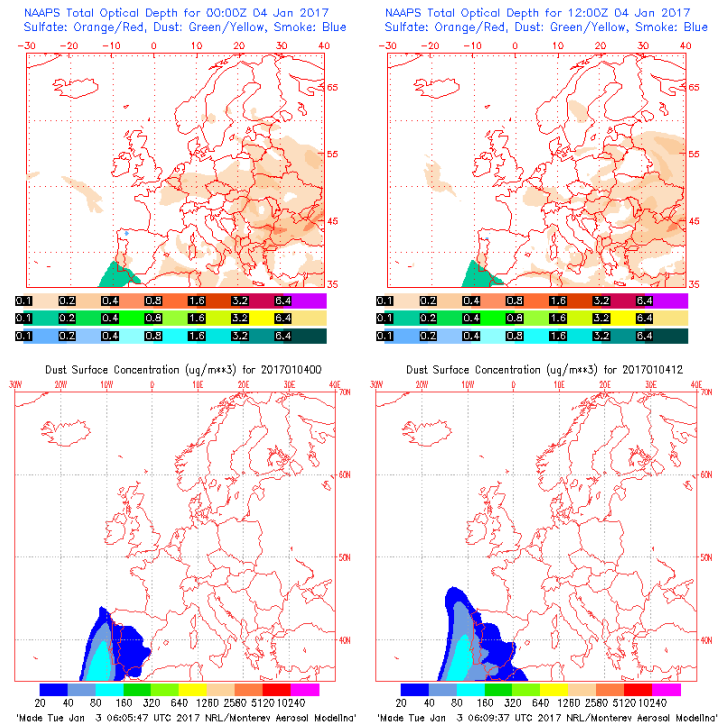 NAAPS Total Optical Depth for 00:00Z 04 Jan 2017
Sulfate: Orange/Red, Dust: Green/Yellow, Smoke: Blue
-30 -20 -10 0 10 20 30 40
65
55
45
35
0.1 0.2 0.4 0.8 1.6 3.2 6.4
0.1 0.2 0.4 0.8 1.6 3.2 6.4
0.1 0.2 0.4 0.8 1.6 3.2 6.4
NAAPS Total Optical Depth for 12:00Z 04 Jan 2017
Sulfate: Orange/Red, Dust: Green/Yellow, Smoke: Blue
-30 -20 -10 0 10 20 30 40
65
55
45
35
0.1 0.2 0.4 0.8 1.6 3.2 6.4
0.1 0.2 0.4 0.8 1.6 3.2 6.4
0.1 0.2 0.4 0.8 1.6 3.2 6.4
Dust Surface Concentration (ug/m**3) for 2017010400
30W 20W 10W 0 10E 20E 30E 40E
70N
60N
50N
40N
20 40 80 160 320 640 1280 2580 5120 10240
'Made Tue Jan 3 06:05:47 UTC 2017 NRL/Monterey Aerosol Modeling'
Dust Surface Concentration (ug/m**3) for 2017010412
30W 20W 10W 0 10E 20E 30E 40E
70N
60N
50N
40N
20 40 80 160 320 640 1280 2580 5120 10240
'Made Tue Jan 3 06:09:37 UTC 2017 NRL/Monterey Aerosol Modeling'